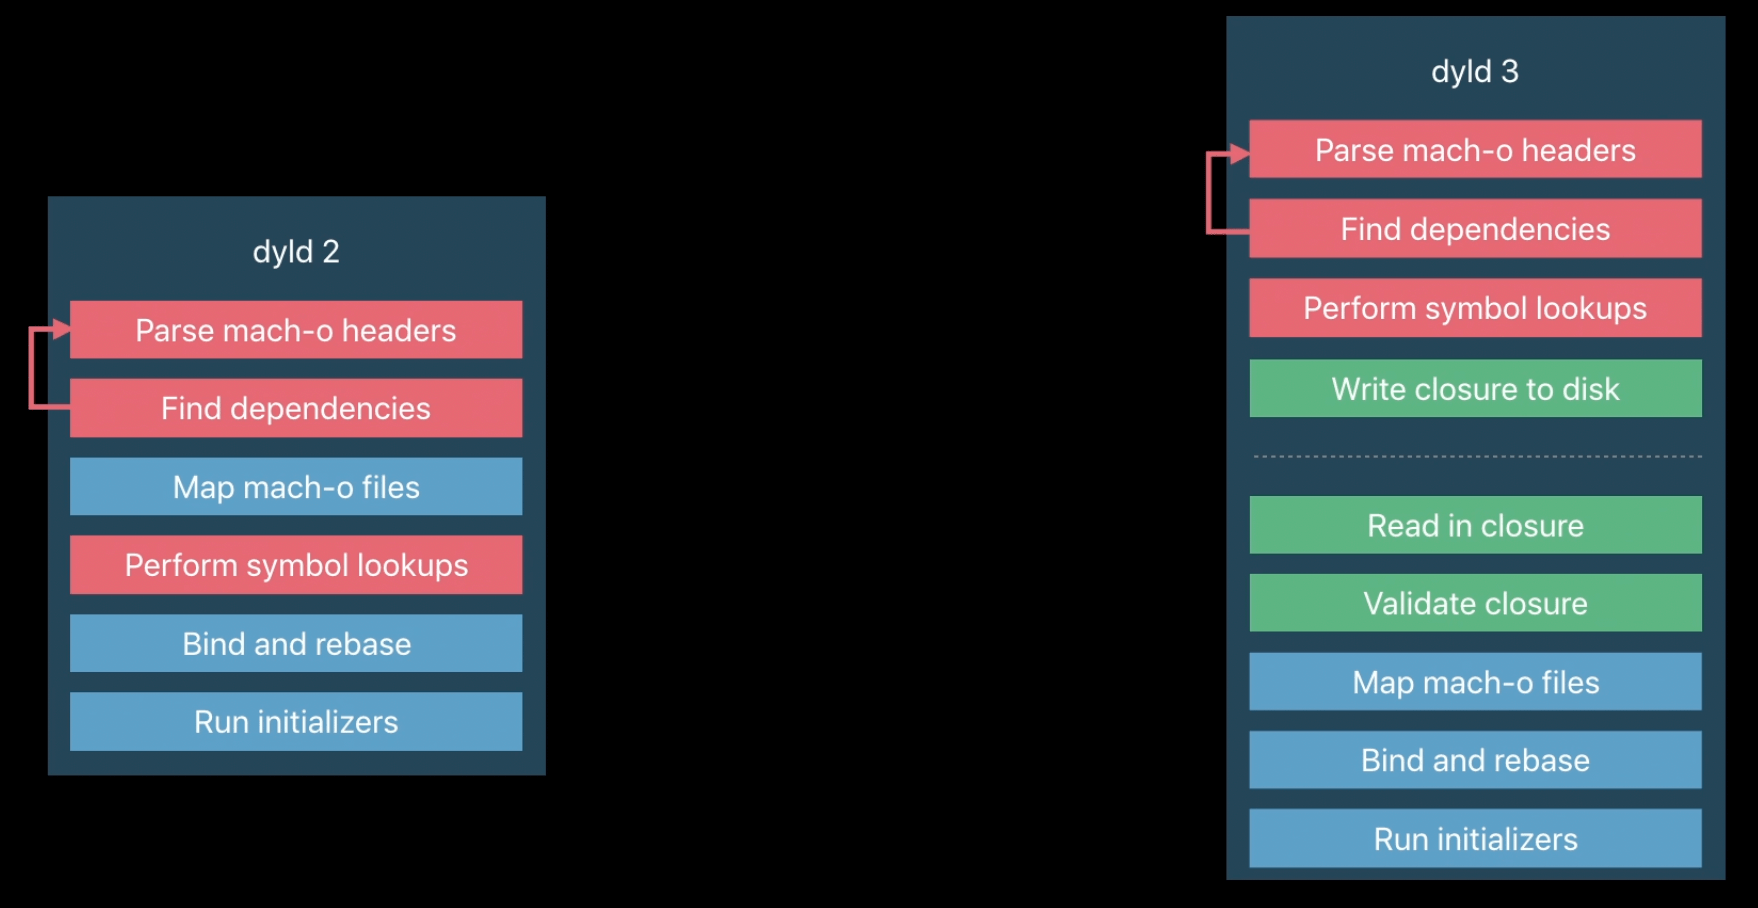 dyld 2
Parse mach-o headers
Find dependencies
Map mach-o files
Perform symbol lookups
Bind and rebase
Run initializers
dyld 3
Parse mach-o headers
Find dependencies
Perform symbol lookups
Write closure to disk
Read in closure
Validate closure
Map mach-o files
Bind and rebase
Run initializers